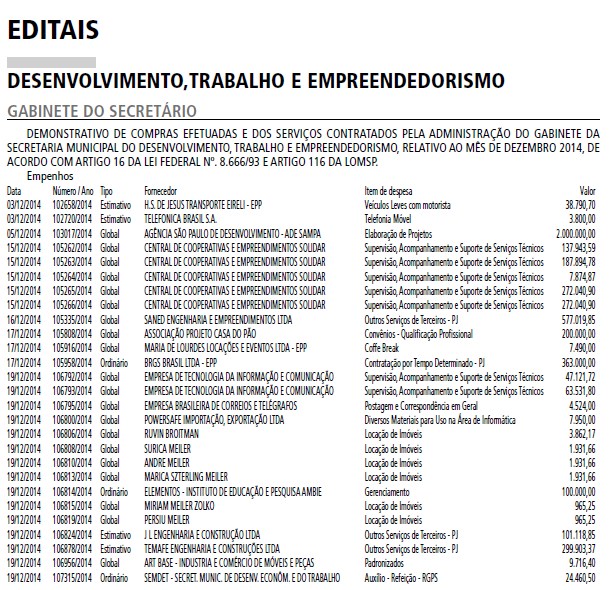 EDITAIS
DESENVOLVIMENTO,TRABALHO E EMPREENDEDORISMO
GABINETE DO SECRETÁRIO
DEMONSTRATIVO DE COMPRAS EFETUADAS E DOS SERVIÇOS CONTRATADOS PELA ADMINISTRAÇÃO DO GABINETE DA
SECRETARIA MUNICIPAL DO DESENVOLVIMENTO, TRABALHO E EMPREENDEDORISMO, RELATIVO AO MÊS DE DEZEMBRO 2014, DE
ACORDO COM ARTIGO 16 DA LEI FEDERAL Nº. 8.666/93 E ARTIGO 116 DA LOMSP.
Empenhos
Data Número / Ano Tipo Fornecedor Item de despesa Valor
03/12/2014 102658/2014 Estimativo H.S. DE JESUS TRANSPORTE EIRELI - EPP Veículos Leves com motorista 38.790,70
03/12/2014 102720/2014 Estimativo TELEFONICA BRASIL S.A. Telefonia Móvel 3.800,00
05/12/2014 103017/2014 Global AGÊNCIA SÃO PAULO DE DESENVOLVIMENTO - ADE SAMPA Elaboração de Projetos 2.000.000,00
15/12/2014 105262/2014 Global CENTRAL DE COOPERATIVAS E EMPREENDIMENTOS SOLIDAR Supervisão, Acompanhamento e Suporte de Serviços Técnicos 137.943,59
15/12/2014 105263/2014 Global CENTRAL DE COOPERATIVAS E EMPREENDIMENTOS SOLIDAR Supervisão, Acompanhamento e Suporte de Serviços Técnicos 187.894,78
15/12/2014 105264/2014 Global CENTRAL DE COOPERATIVAS E EMPREENDIMENTOS SOLIDAR Supervisão, Acompanhamento e Suporte de Serviços Técnicos 7.874,87
15/12/2014 105265/2014 Global CENTRAL DE COOPERATIVAS E EMPREENDIMENTOS SOLIDAR Supervisão, Acompanhamento e Suporte de Serviços Técnicos 272.040,90
15/12/2014 105266/2014 Global CENTRAL DE COOPERATIVAS E EMPREENDIMENTOS SOLIDAR Supervisão, Acompanhamento e Suporte de Serviços Técnicos 272.040,90
16/12/2014 105335/2014 Global SANED ENGENHARIA E EMPREENDIMENTOS LTDA Outros Serviços de Terceiros - PJ 577.019,85
17/12/2014 105808/2014 Global ASSOCIAÇÃO PROJETO CASA DO PÃO Convênios - Qualificação Profissional 200.000,00
17/12/2014 105916/2014 Global MARIA DE LOURDES LOCAÇÕES E EVENTOS LTDA - EPP Coffe Break 7.490,00
17/12/2014 105958/2014 Ordinário BRGS BRASIL LTDA - EPP Contratação por Tempo Determinado - PJ 363.000,00
19/12/2014 106792/2014 Global EMPRESA DE TECNOLOGIA DA INFORMAÇÃO E COMUNICAÇÃO Supervisão, Acompanhamento e Suporte de Serviços Técnicos 47.121,72
19/12/2014 106793/2014 Global EMPRESA DE TECNOLOGIA DA INFORMAÇÃO E COMUNICAÇÃO Supervisão, Acompanhamento e Suporte de Serviços Técnicos 63.531,80
19/12/2014 106795/2014 Global EMPRESA BRASILEIRA DE CORREIOS E TELÉGRAFOS Postagem e Correspondência em Geral 4.524,00
19/12/2014 106800/2014 Global POWERSAFE IMPORTAÇÃO, EXPORTAÇÃO LTDA Diversos Materiais para Uso na Área de Informática 7.950,00
19/12/2014 106806/2014 Global RUVIN BROITMAN Locação de Imóveis 3.862,17
19/12/2014 106808/2014 Global SURICA MEILER Locação de Imóveis 1.931,66
19/12/2014 106810/2014 Global ANDRE MEILER Locação de Imóveis 1.931,66
19/12/2014 106813/2014 Global MARICA SZTERLING MEILER Locação de Imóveis 1.931,66
19/12/2014 106814/2014 Ordinário ELEMENTOS - INSTITUTO DE EDUCAÇÃO E PESQUISA AMBIE Gerenciamento 100.000,00
19/12/2014 106815/2014 Global MIRIAM MEILER ZOLKO Locação de Imóveis 965,25
19/12/2014 106819/2014 Global PERSIU MEILER Locação de Imóveis 965,25
19/12/2014 106824/2014 Estimativo J L ENGENHARIA E CONSTRUÇÃO LTDA Outros Serviços de Terceiros - PJ 101.118,85
19/12/2014 106878/2014 Estimativo TEMAFE ENGENHARIA E CONSTRUÇÕES LTDA Outros Serviços de Terceiros - PJ 299.903,37
19/12/2014 106956/2014 Global ART BASE - INDUSTRIA E COMÉRCIO DE MÓVEIS E PEÇAS Padronizados 9.716,40
19/12/2014 107315/2014 Ordinário SEMDET - SECRET. MUNIC. DE DESENV. ECONÔM. E DO TRABALHO Auxílio - Refeição - RGPS 24.460,50